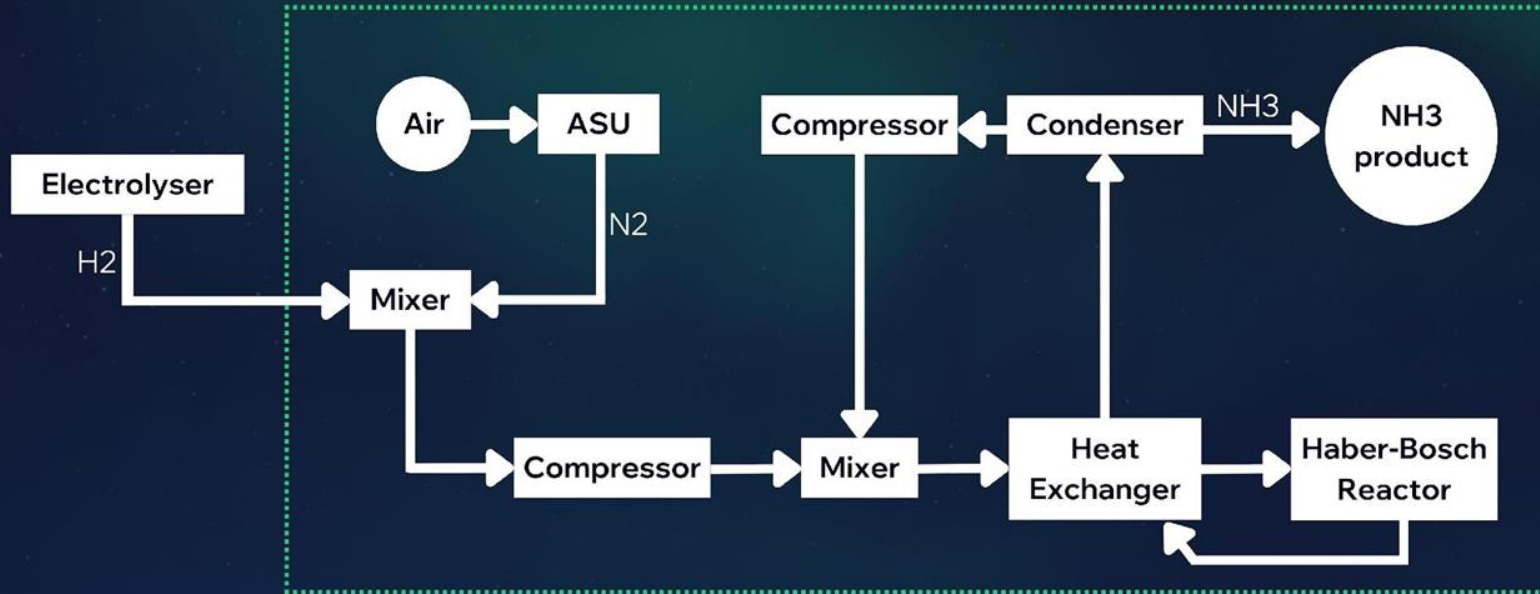 Air
ASU
Compressor
Condenser
NH3
NH3
product
Electrolyser
N2
H2
Mixer
Compressor
Mixer
Heat
Exchanger
Haber-Bosch
Reactor